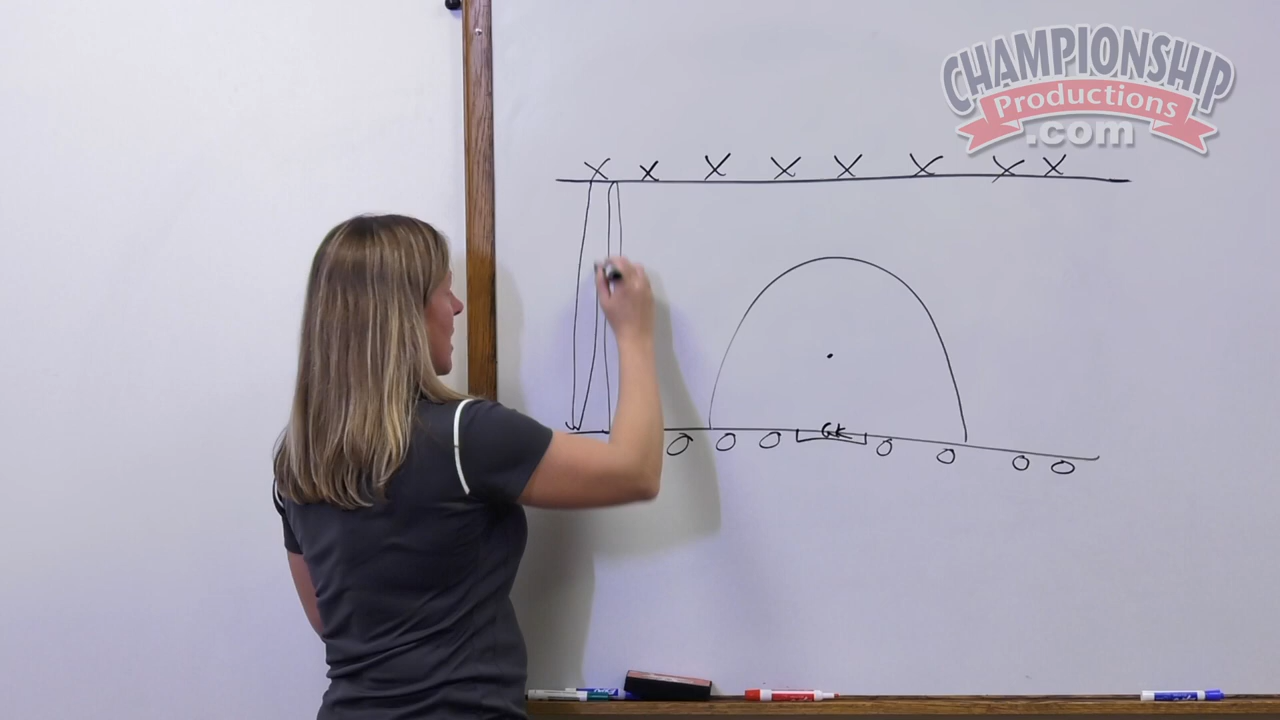 CHAMPIONSHIP
Productions
.com
X X X X X X X X
GK
O O O O O O O